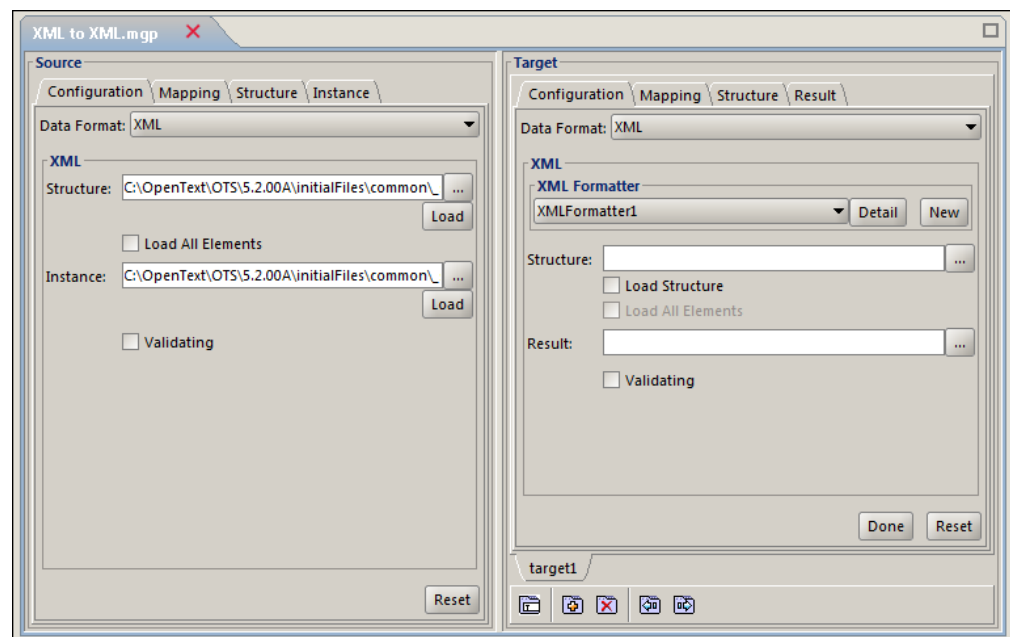 XML to XML.mgp
Source
Configuration Mapping Structure Instance
Data Format: XML
XML
Structure: C:\OpenText\OTS\5.2.00A\initialFiles\common\_ ...
Load
Load All Elements
Instance: C:\OpenText\OTS\5.2.00A\initialFiles\common\_ ...
Load
Validating
Reset
Target
Configuration Mapping Structure Result
Data Format: XML
XML
XML Formatter
XMLFormatter1 Detail New
Structure: ...
Load Structure
Load All Elements
Result: ...
Validating
Done Reset
target1